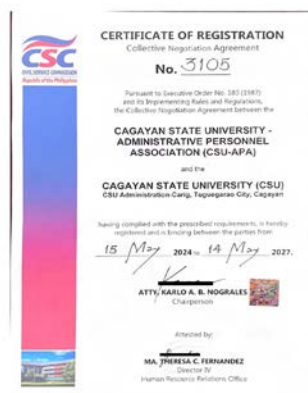 CERTIFICATE OF REGISTRATION
Collective Negotiation Agreement
No. 3105
CSC
CIVIL SERVICE COMMISSION
Republic of the Philippines
Pursuant to Executive Order No. 180 (1987)
and its Implementing Rules and Regulations,
the Collective Negotiation Agreement between the
CAGAYAN STATE UNIVERSITY -
ADMINISTRATIVE PERSONNEL
ASSOCIATION (CSU-APA)
and the
CAGAYAN STATE UNIVERSITY (CSU)
CSU Administration Carig, Tuguegarao City, Cagayan
having complied with the prescribed requirements, is hereby
registered and is binding between the parties from
15 May 2024 to 14 May 2027.
ATTY. KARLO A. B. NOGRALES
Chairperson
Attested by:
MA. THERESA C. FERNANDEZ
Director IV
Human Resource Relations Office